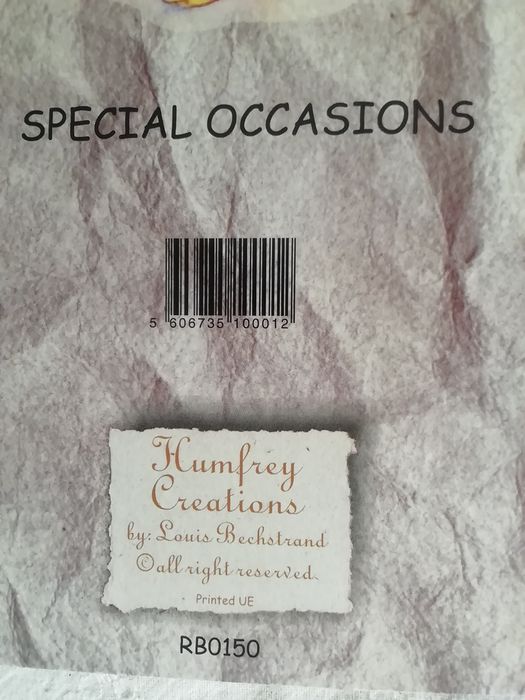 SPECIAL OCCASIONS
5 606735 100012
Humfrey
Creations
by: Louis Bechstrand
©all right reserved.
Printed UE
RB0150